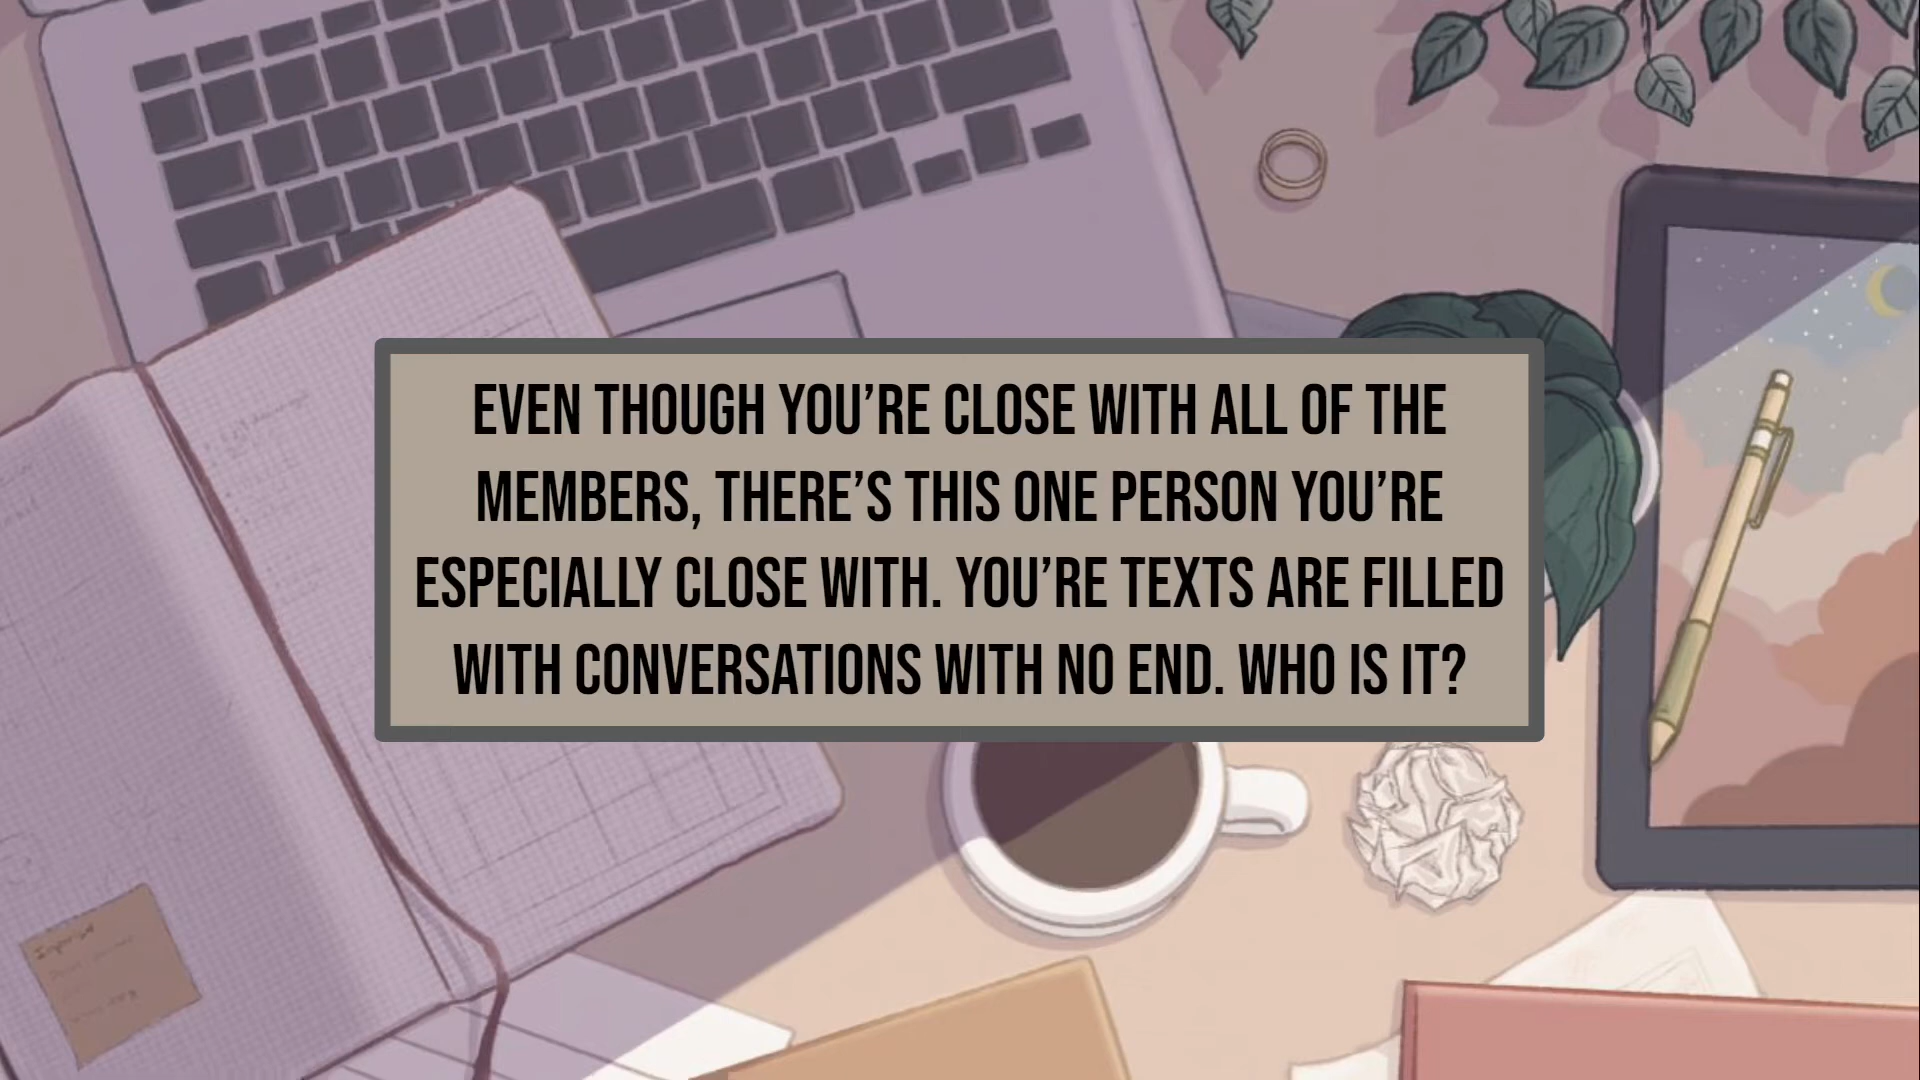 EVEN THOUGH YOU’RE CLOSE WITH ALL OF THE
MEMBERS, THERE’S THIS ONE PERSON YOU’RE
ESPECIALLY CLOSE WITH. YOU’RE TEXTS ARE FILLED
WITH CONVERSATIONS WITH NO END. WHO IS IT?